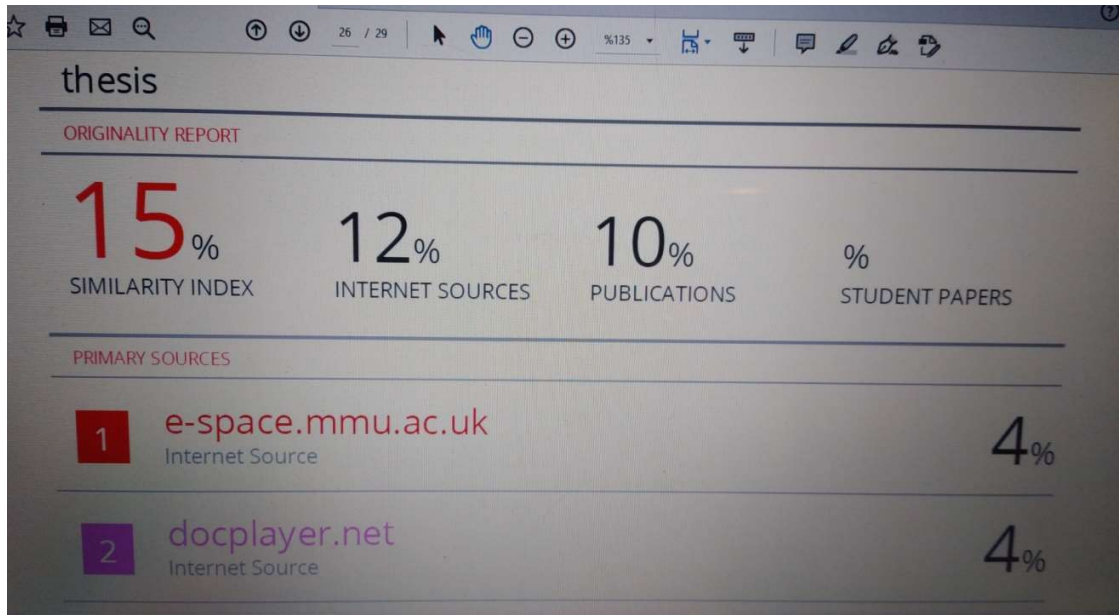 26 / 29
%135
thesis
ORIGINALITY REPORT
15%
12%
10%
%
SIMILARITY INDEX
INTERNET SOURCES
PUBLICATIONS
STUDENT PAPERS
PRIMARY SOURCES
1
e-space.mmu.ac.uk
Internet Source
4%
2
docplayer.net
Internet Source
4%